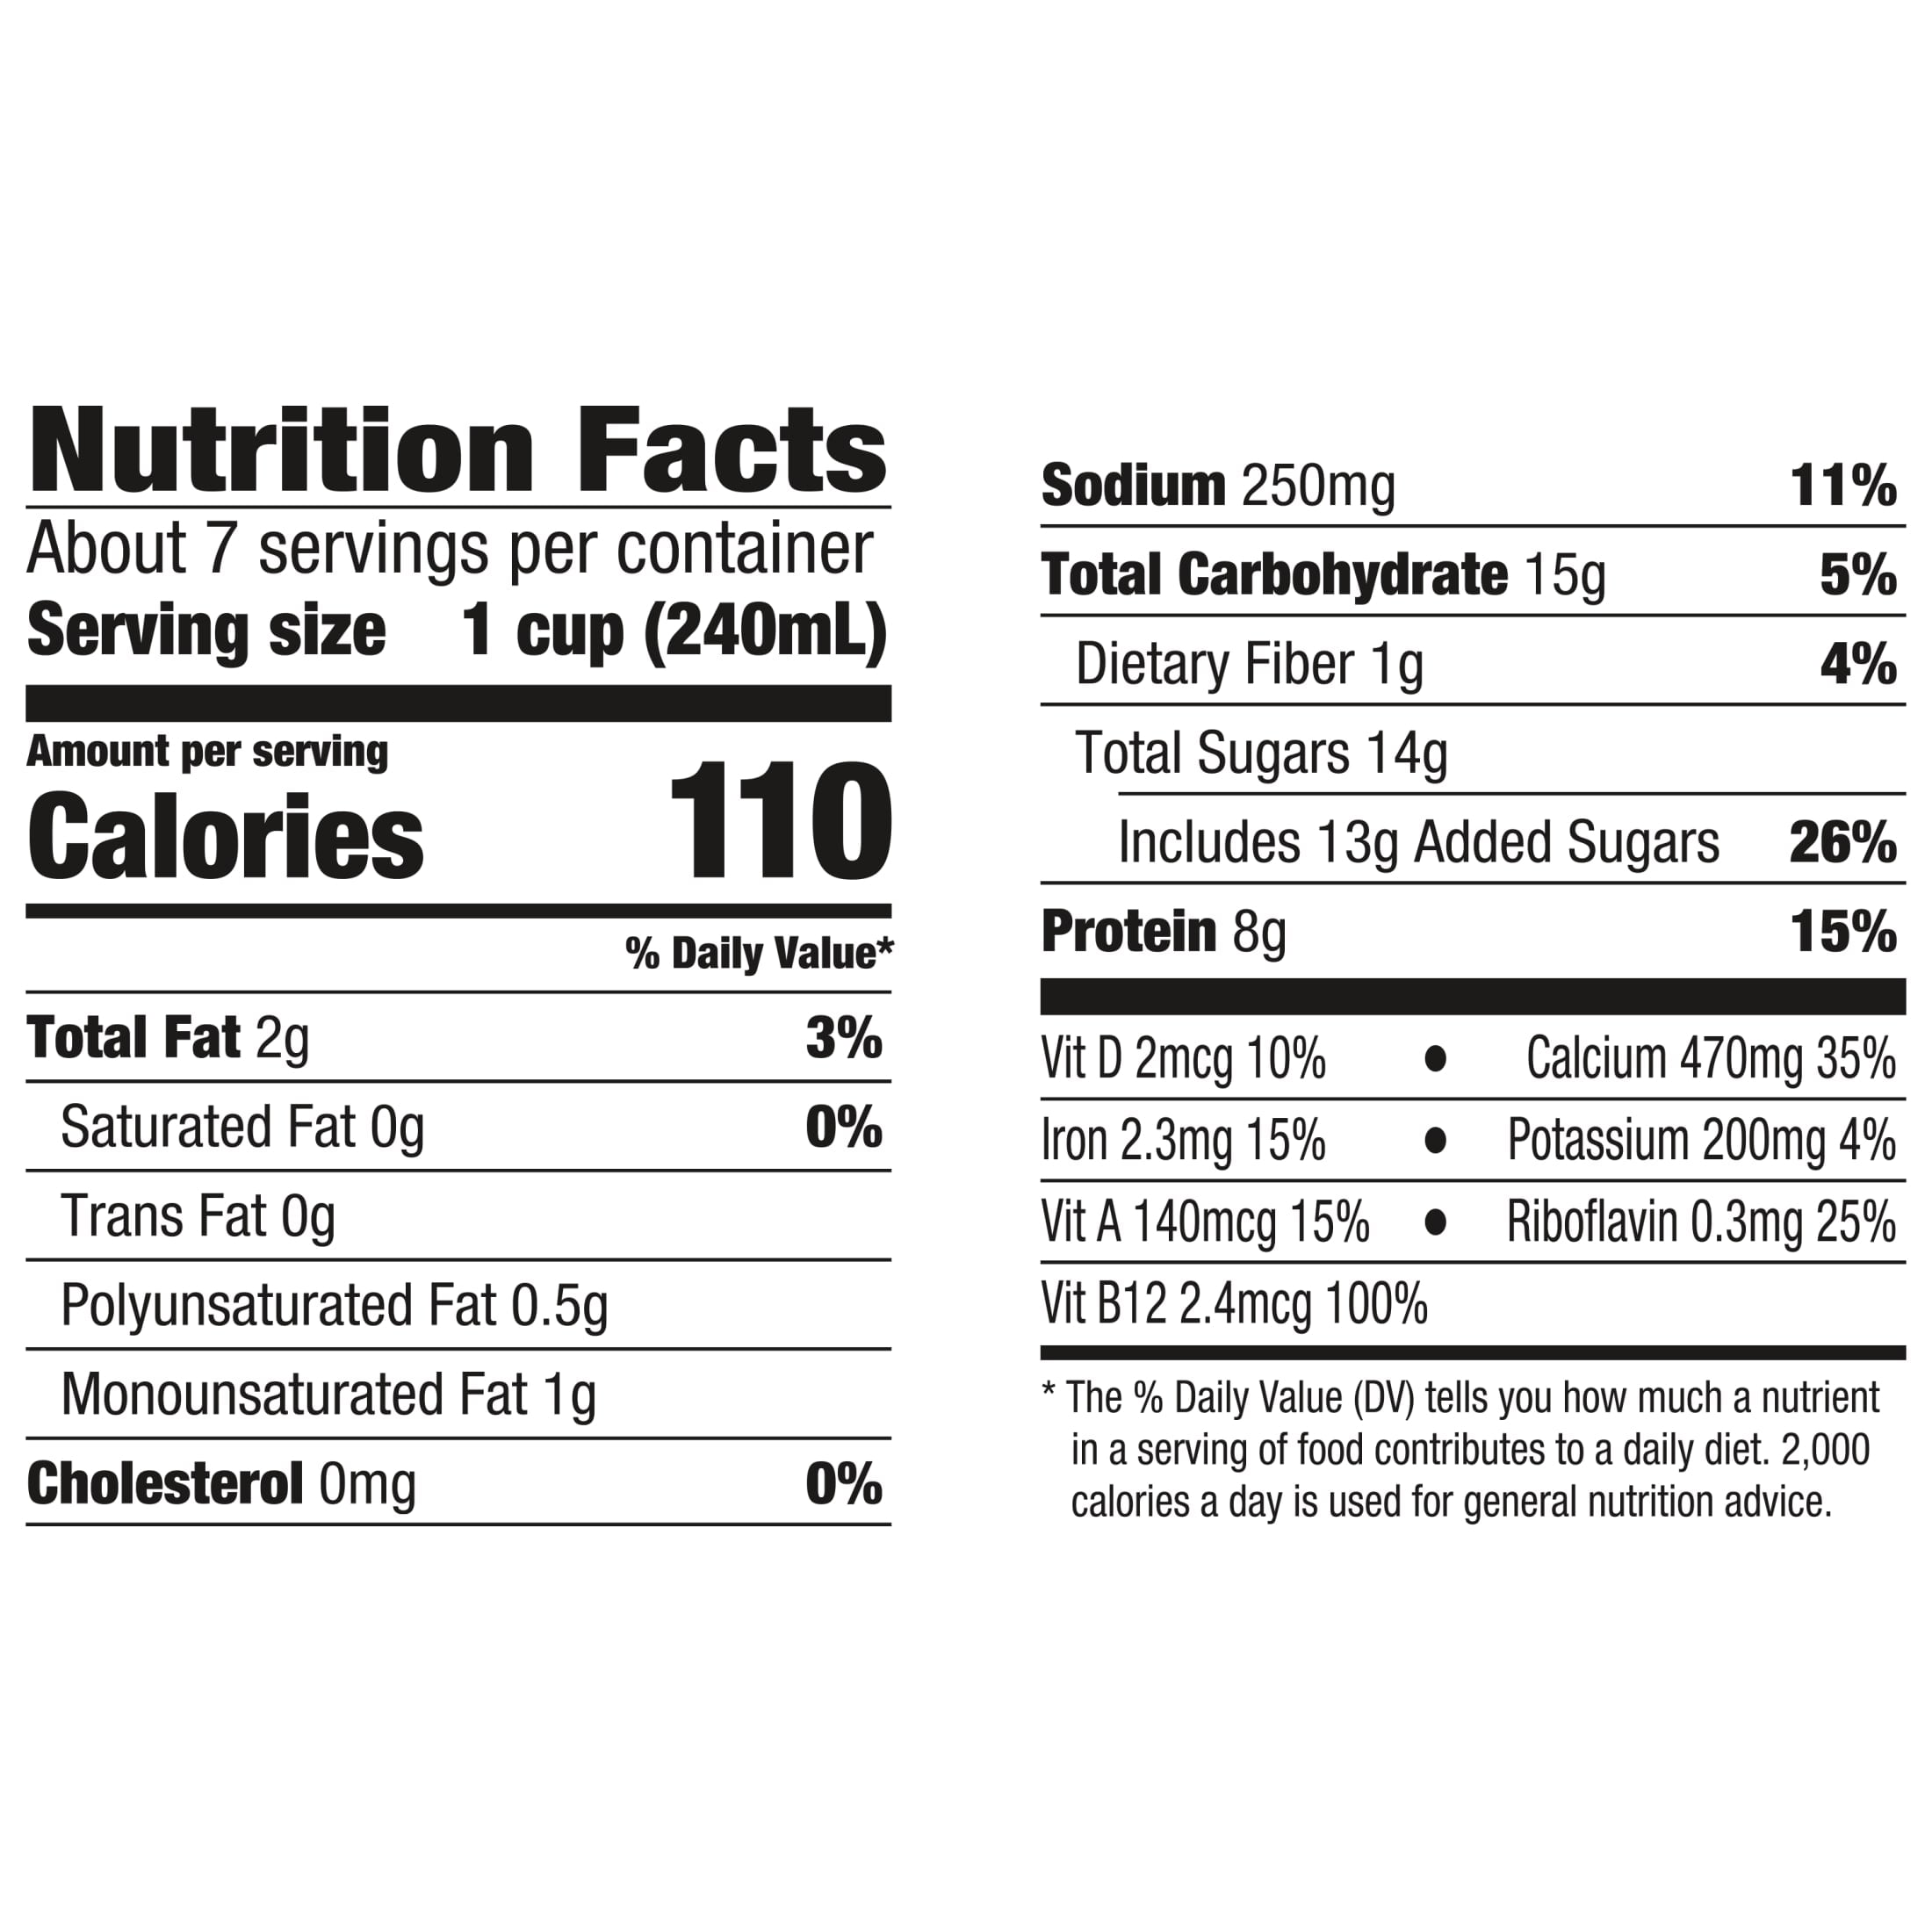 Nutrition Facts
About 7 servings per container
Serving size 1 cup (240mL)
Amount per serving
Calories 110
% Daily Value*
Total Fat 2g 3%
Saturated Fat 0g 0%
Trans Fat 0g
Polyunsaturated Fat 0.5g
Monounsaturated Fat 1g
Cholesterol 0mg 0%
Sodium 250mg 11%
Total Carbohydrate 15g 5%
Dietary Fiber 1g 4%
Total Sugars 14g
Includes 13g Added Sugars 26%
Protein 8g 15%
Vit D 2mcg 10% • Calcium 470mg 35%
Iron 2.3mg 15% • Potassium 200mg 4%
Vit A 140mcg 15% • Riboflavin 0.3mg 25%
Vit B12 2.4mcg 100%
* The % Daily Value (DV) tells you how much a nutrient
in a serving of food contributes to a daily diet. 2,000
calories a day is used for general nutrition advice.